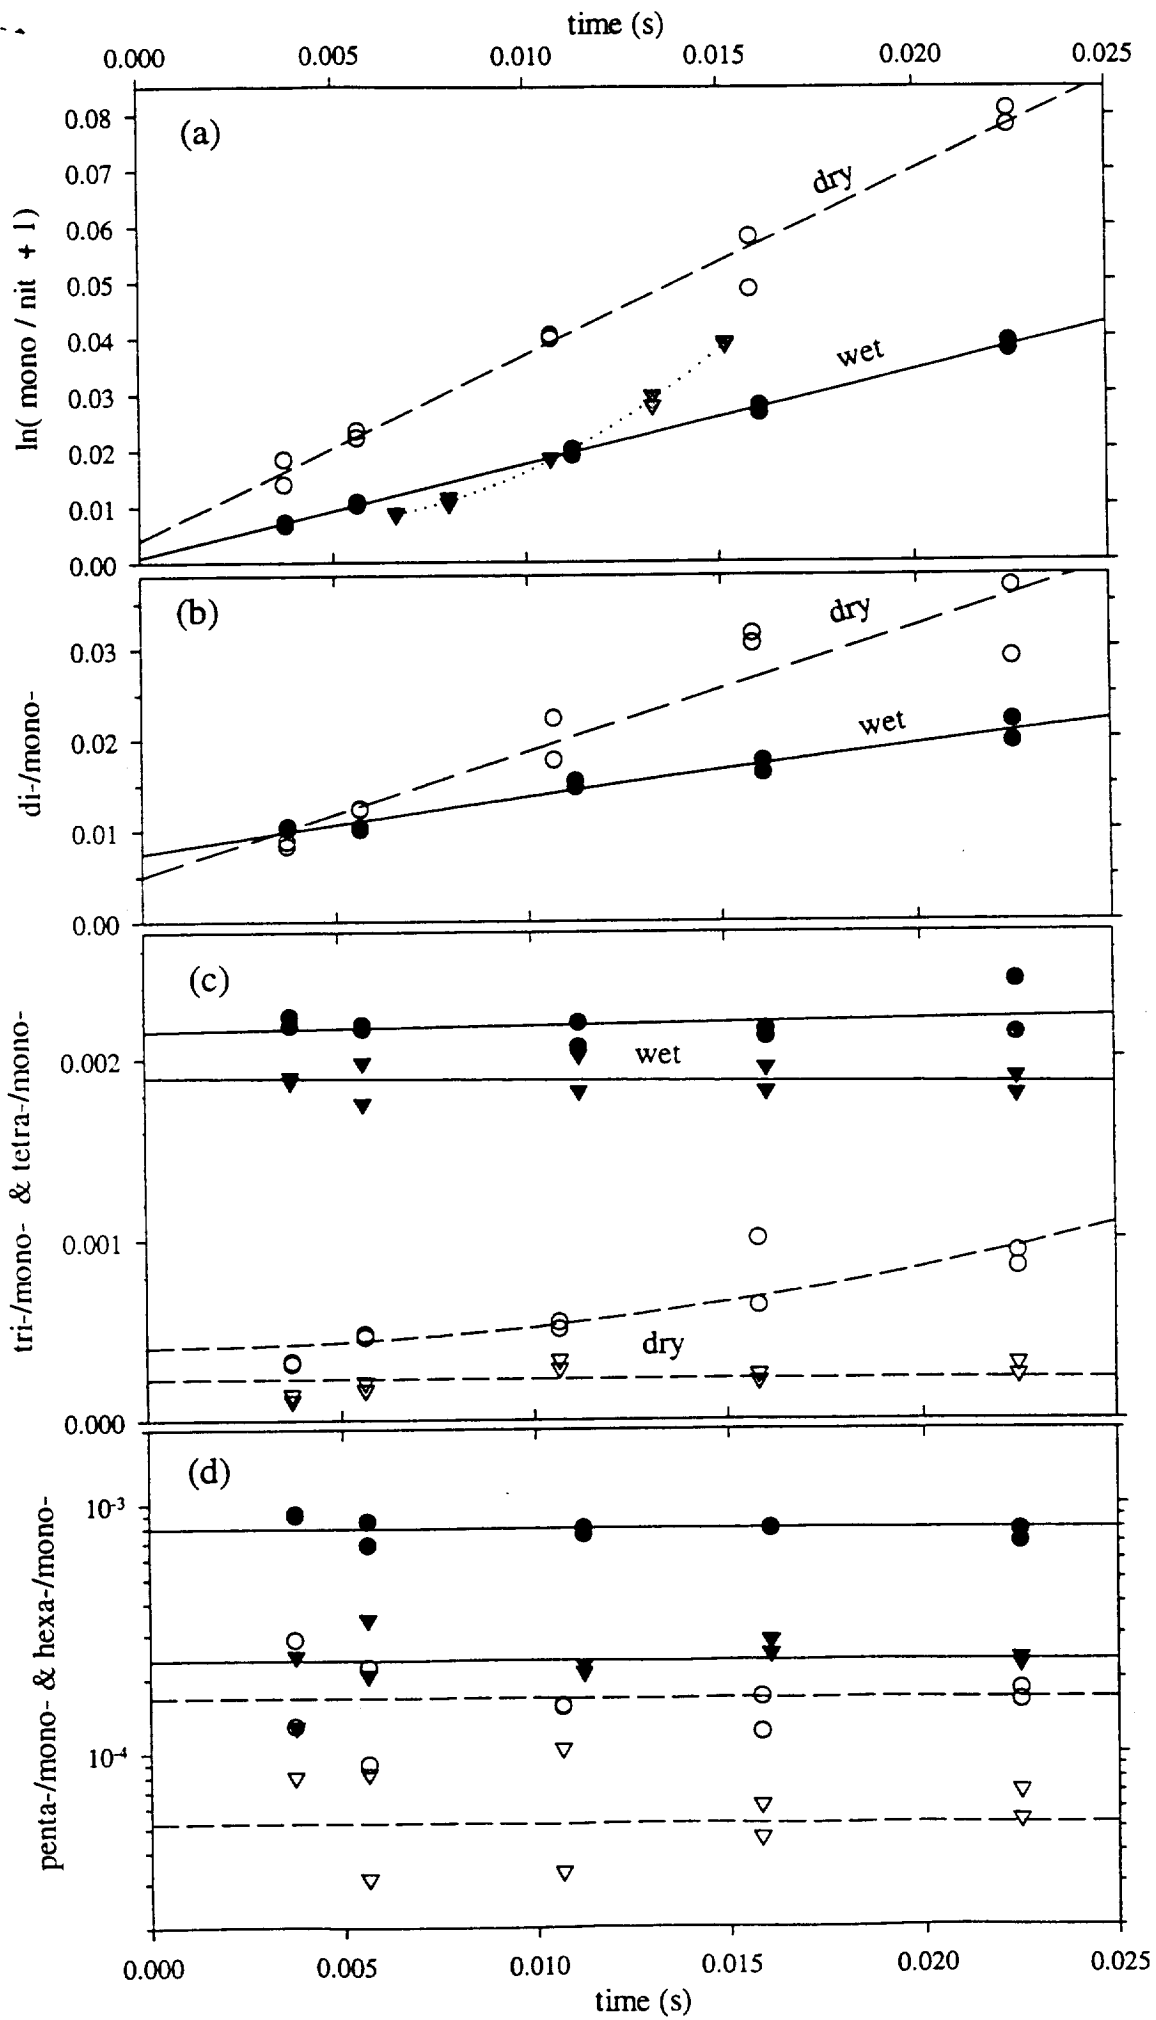 time (s)
0.000 0.005 0.010 0.015 0.020 0.025
(a)
0.08
0.07
0.06
0.05
0.04
0.03
0.02
0.01
0.00
ln( mono / nit + 1)
dry
wet
(b)
0.03
0.02
0.01
0.00
di-/mono-
dry
wet
(c)
0.002
0.001
0.000
tri-/mono- & tetra-/mono-
wet
dry
(d)
10-3
10-4
penta-/mono- & hexa-/mono-
0.000 0.005 0.010 0.015 0.020 0.025
time (s)